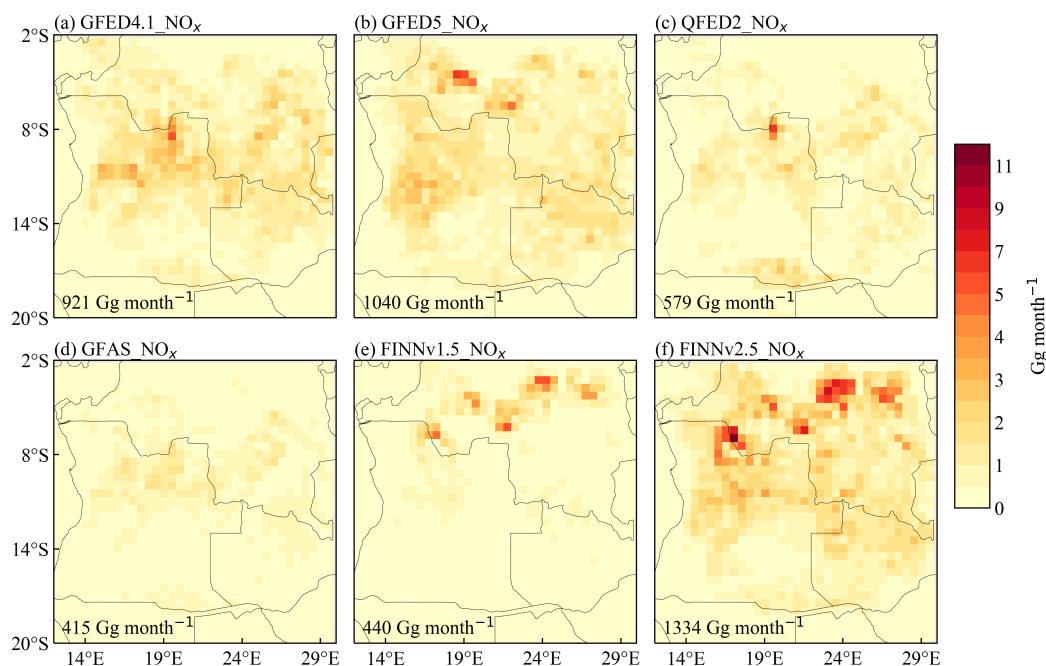 (a) GFED4.1_NOₓ
(b) GFED5_NOₓ
(c) QFED2_NOₓ
2°S
8°S
14°S
20°S
921 Gg month⁻¹
1040 Gg month⁻¹
579 Gg month⁻¹
(d) GFAS_NOₓ
(e) FINNv1.5_NOₓ
(f) FINNv2.5_NOₓ
2°S
8°S
14°S
20°S
415 Gg month⁻¹
440 Gg month⁻¹
1334 Gg month⁻¹
14°E 19°E 24°E 29°E
14°E 19°E 24°E 29°E
14°E 19°E 24°E 29°E
11
9
7
5
4
3
2
1
0
Gg month⁻¹